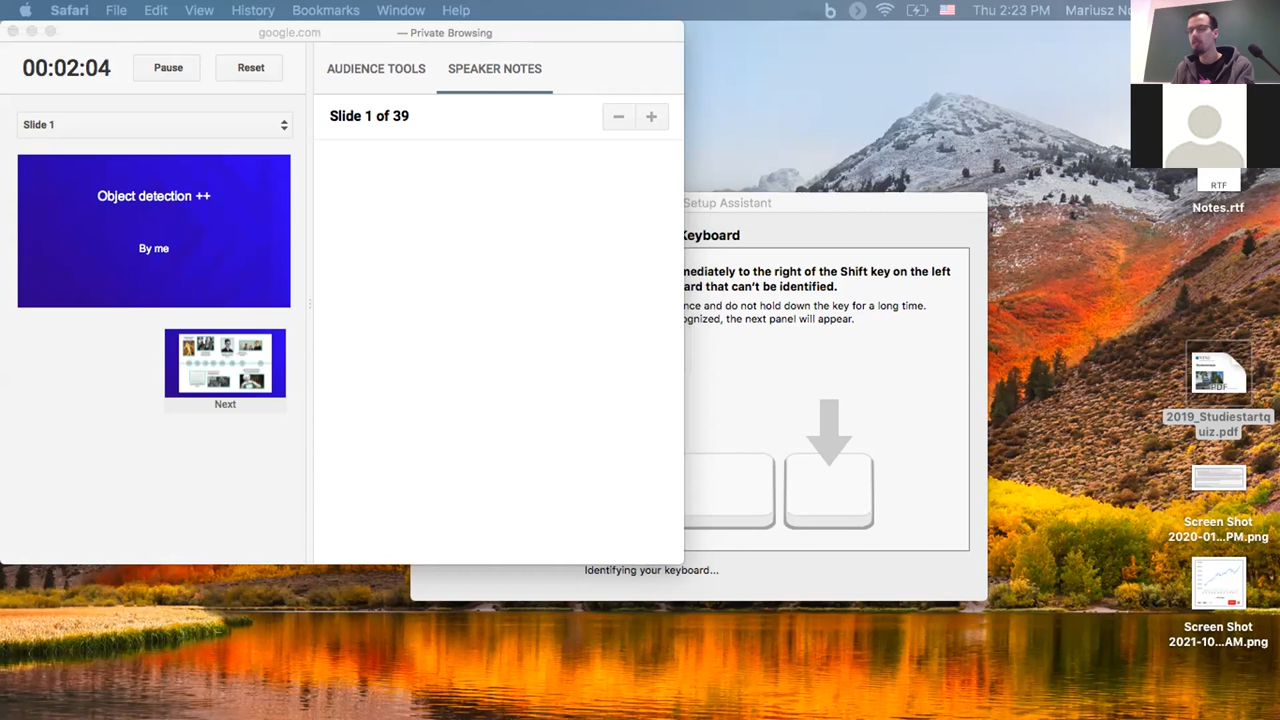 Safari File Edit View History Bookmarks Window Help
Thu 2:23 PM Mariusz
google.com — Private Browsing
00:02:04 Pause Reset
AUDIENCE TOOLS SPEAKER NOTES
Slide 1 of 39
Slide 1
Object detection ++
By me
Next
Setup Assistant
Keyboard
mediately to the right of the Shift key on the left
ard that can't be identified.
nce and do not hold down the key for a long time.
ognized, the next panel will appear.
Identifying your keyboard...
RTF
Notes.rtf
PDF
2019_Studiestartq
uiz.pdf
Screen Shot
2020-01...PM.png
Screen Shot
2021-10...AM.png